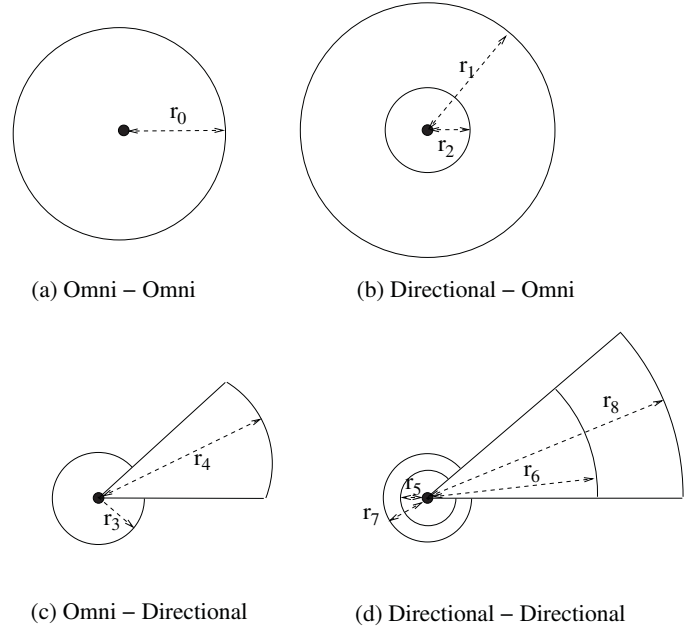 r0
r1
r2
(a) Omni − Omni
(b) Directional − Omni
r4
r3
r8
r6
r5
r7
(c) Omni − Directional
(d) Directional − Directional